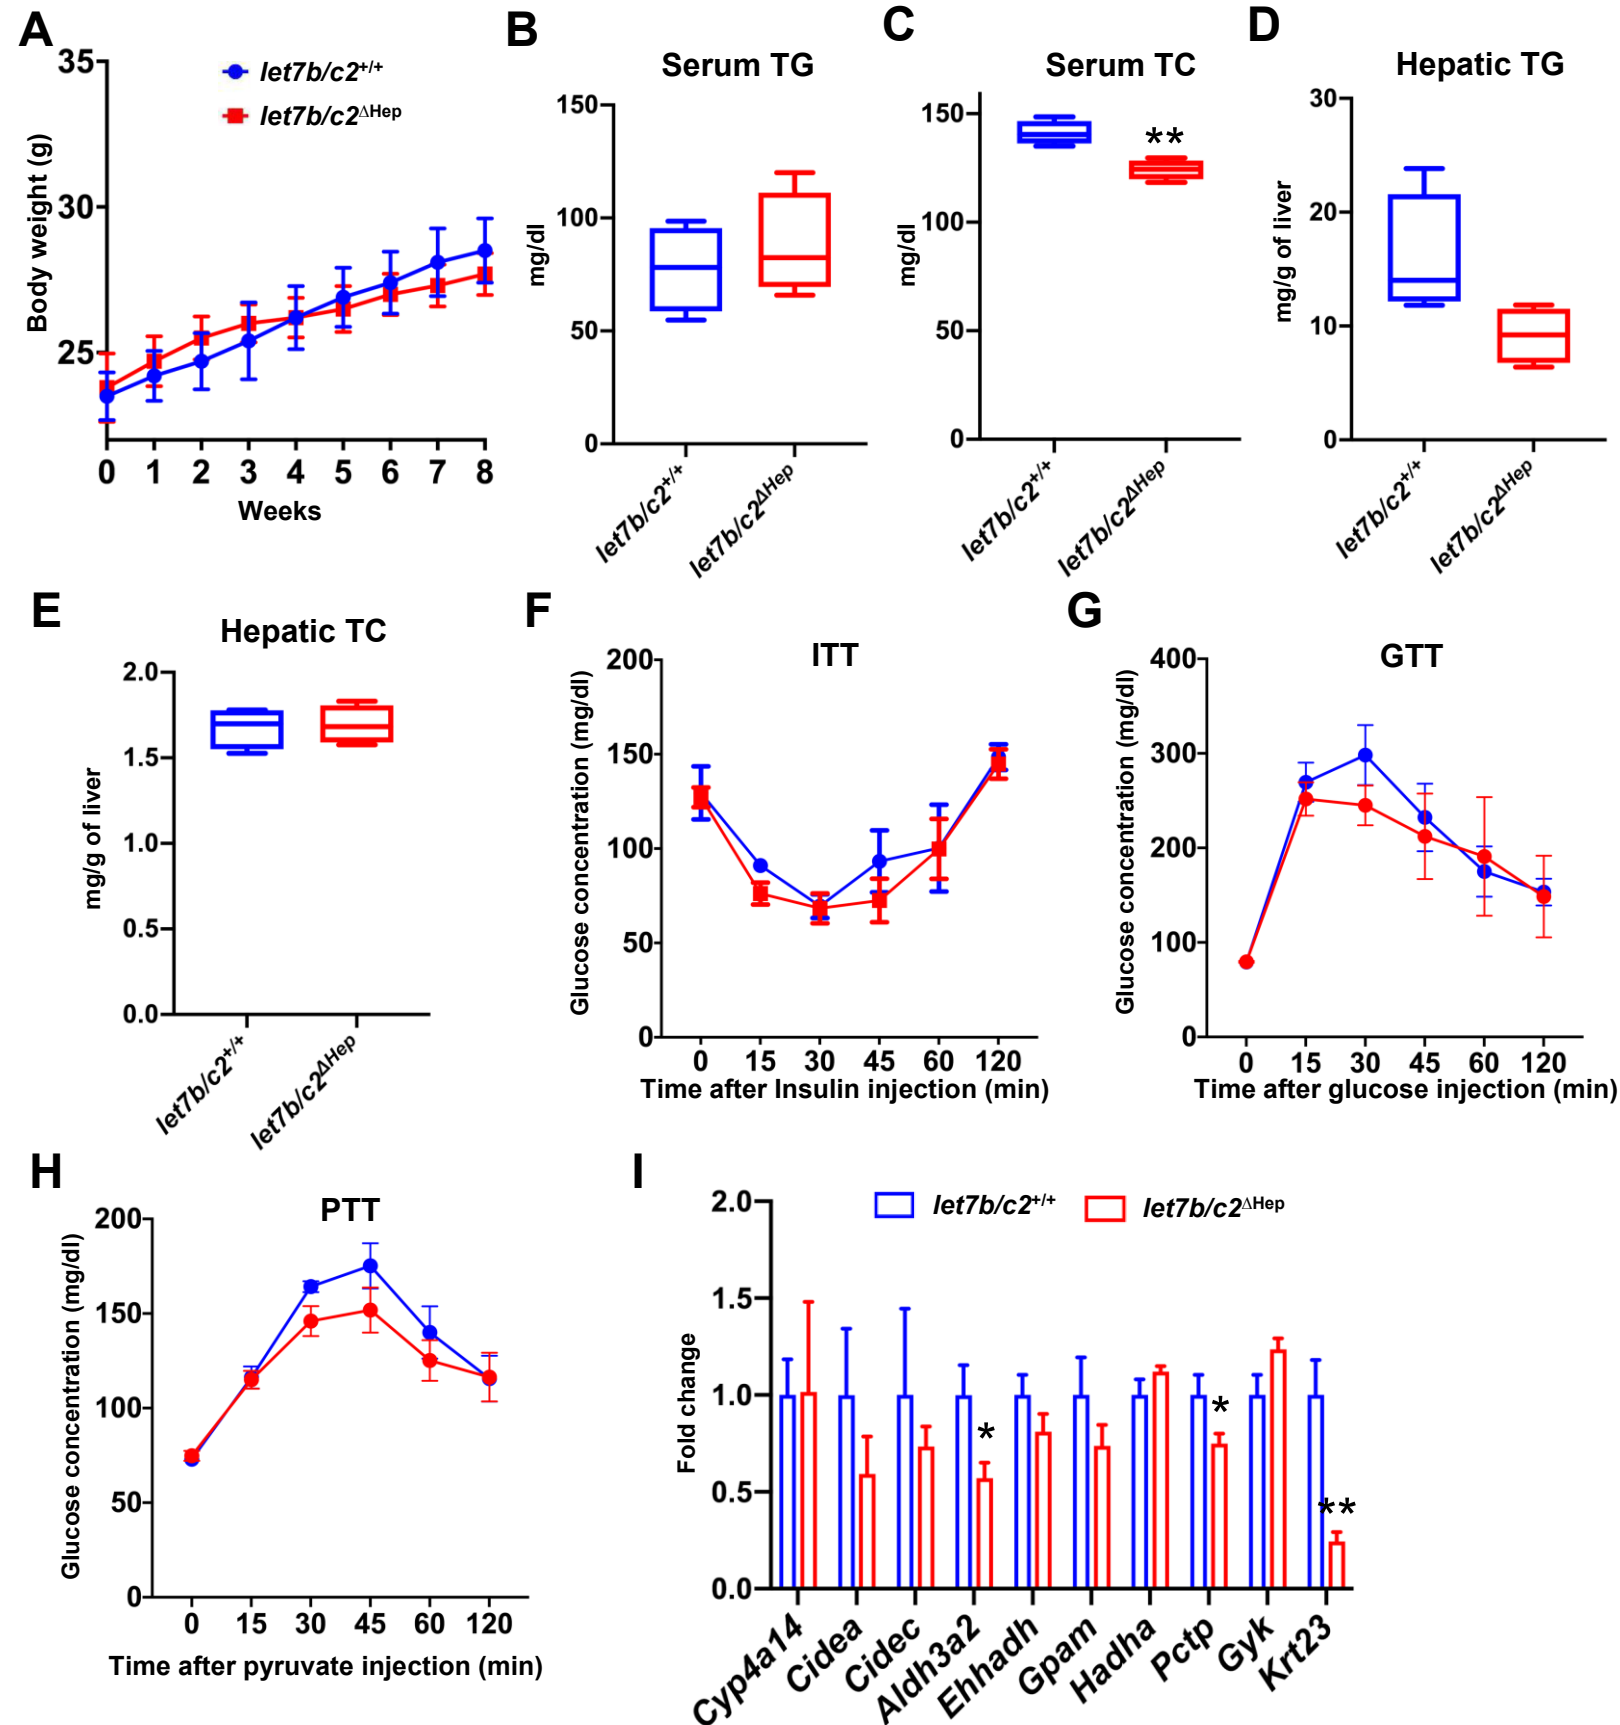 A
35
30
25
Body weight (g)
let7b/c2+/+
let7b/c2ΔHep
0 1 2 3 4 5 6 7 8
Weeks
B
Serum TG
150
100
50
0
mg/dl
let7b/c2+/+
let7b/c2ΔHep
C
Serum TC
150
100
50
0
mg/dl
**
let7b/c2+/+
let7b/c2ΔHep
D
Hepatic TG
30
20
10
0
mg/g of liver
let7b/c2+/+
let7b/c2ΔHep
E
Hepatic TC
2.0
1.5
1.0
0.5
0.0
mg/g of liver
let7b/c2+/+
let7b/c2ΔHep
F
ITT
200
150
100
50
0
Glucose concentration (mg/dl)
0 15 30 45 60 120
Time after Insulin injection (min)
G
GTT
400
300
200
100
0
Glucose concentration (mg/dl)
0 15 30 45 60 120
Time after glucose injection (min)
H
PTT
200
150
100
50
0
Glucose concentration (mg/dl)
0 15 30 45 60 120
Time after pyruvate injection (min)
I
let7b/c2+/+
let7b/c2ΔHep
2.0
1.5
1.0
0.5
0.0
Fold change
*
*
**
Cyp4a14
Cidea
Cidec
Aldh3a2
Ehhadh
Gpam
Hadha
Pctp
Gyk
Krt23